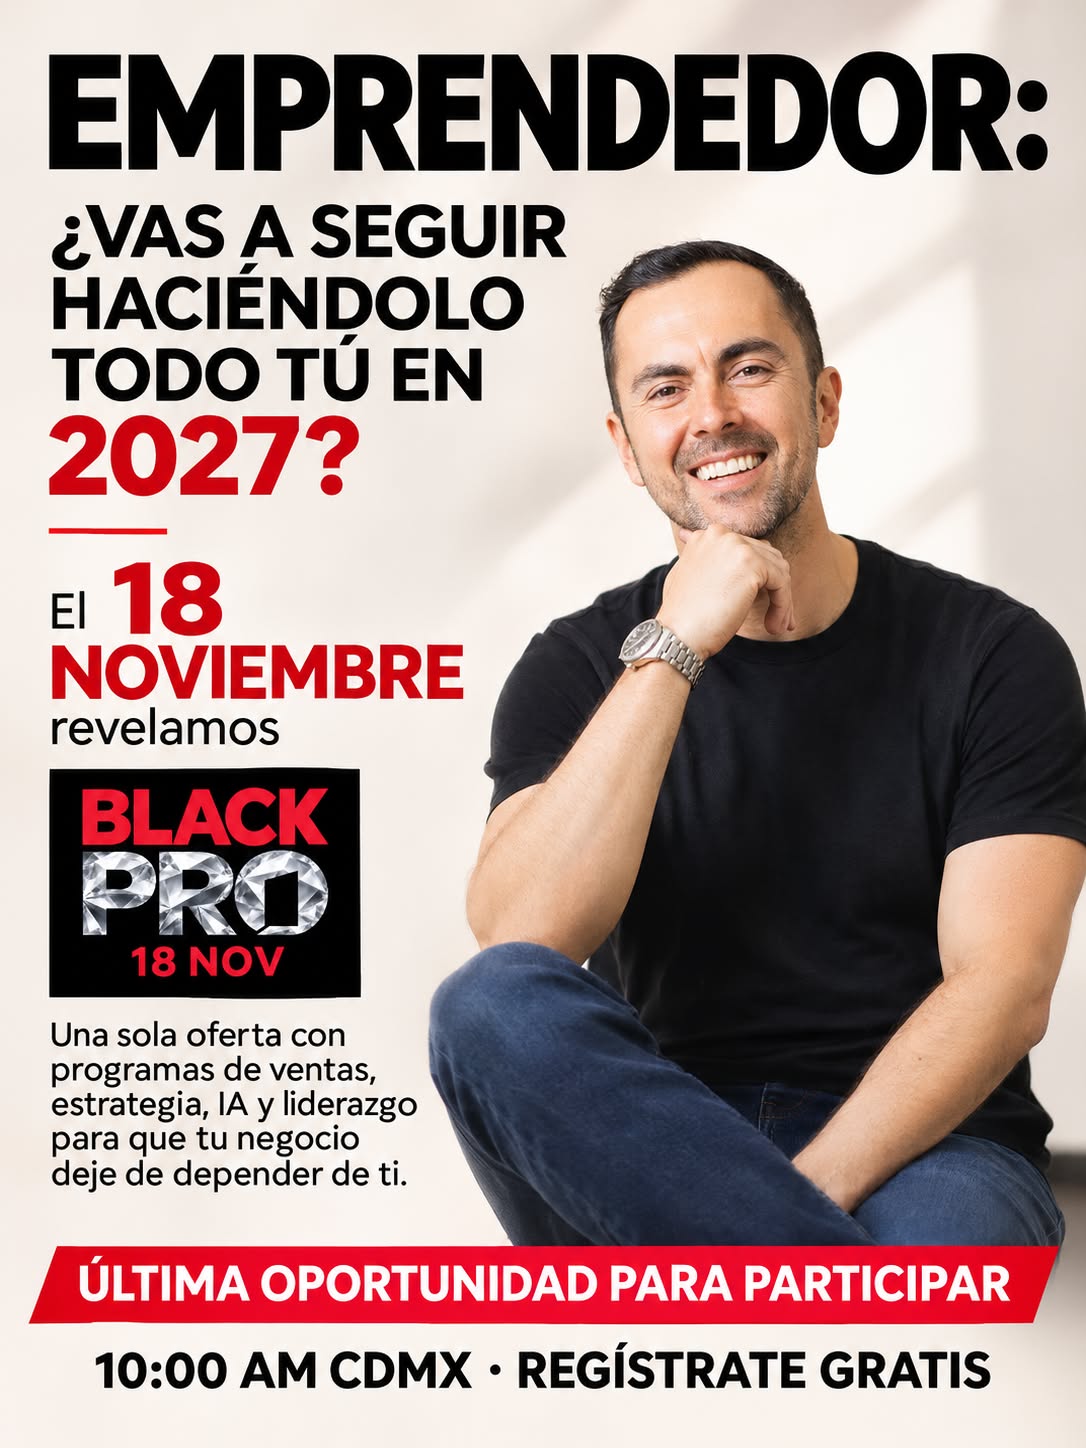 EMPRENDEDOR:
¿VAS A SEGUIR
HACIÉNDOLO
TODO TÚ EN
2027?
El 18
NOVIEMBRE
revelamos
BLACK
PRO
18 NOV
Una sola oferta con
programas de ventas,
estrategia, IA y liderazgo
para que tu negocio
deje de depender de ti.
ÚLTIMA OPORTUNIDAD PARA PARTICIPAR
10:00 AM CDMX • REGÍSTRATE GRATIS